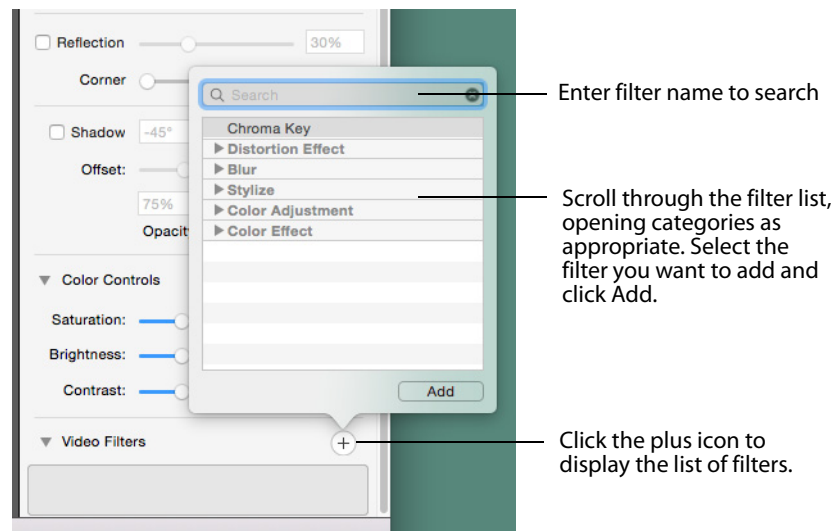 Reflection
30%
Corner
Search
Enter filter name to search
Chroma Key
Shadow
-45°
Distortion Effect
Offset:
Blur
Stylize
75%
Color Adjustment
Opacit
Color Effect
Scroll through the filter list,
opening categories as
appropriate. Select the
filter you want to add and
click Add.
Color Controls
Saturation:
Brightness:
Contrast:
Add
Video Filters
+
Click the plus icon to
display the list of filters.